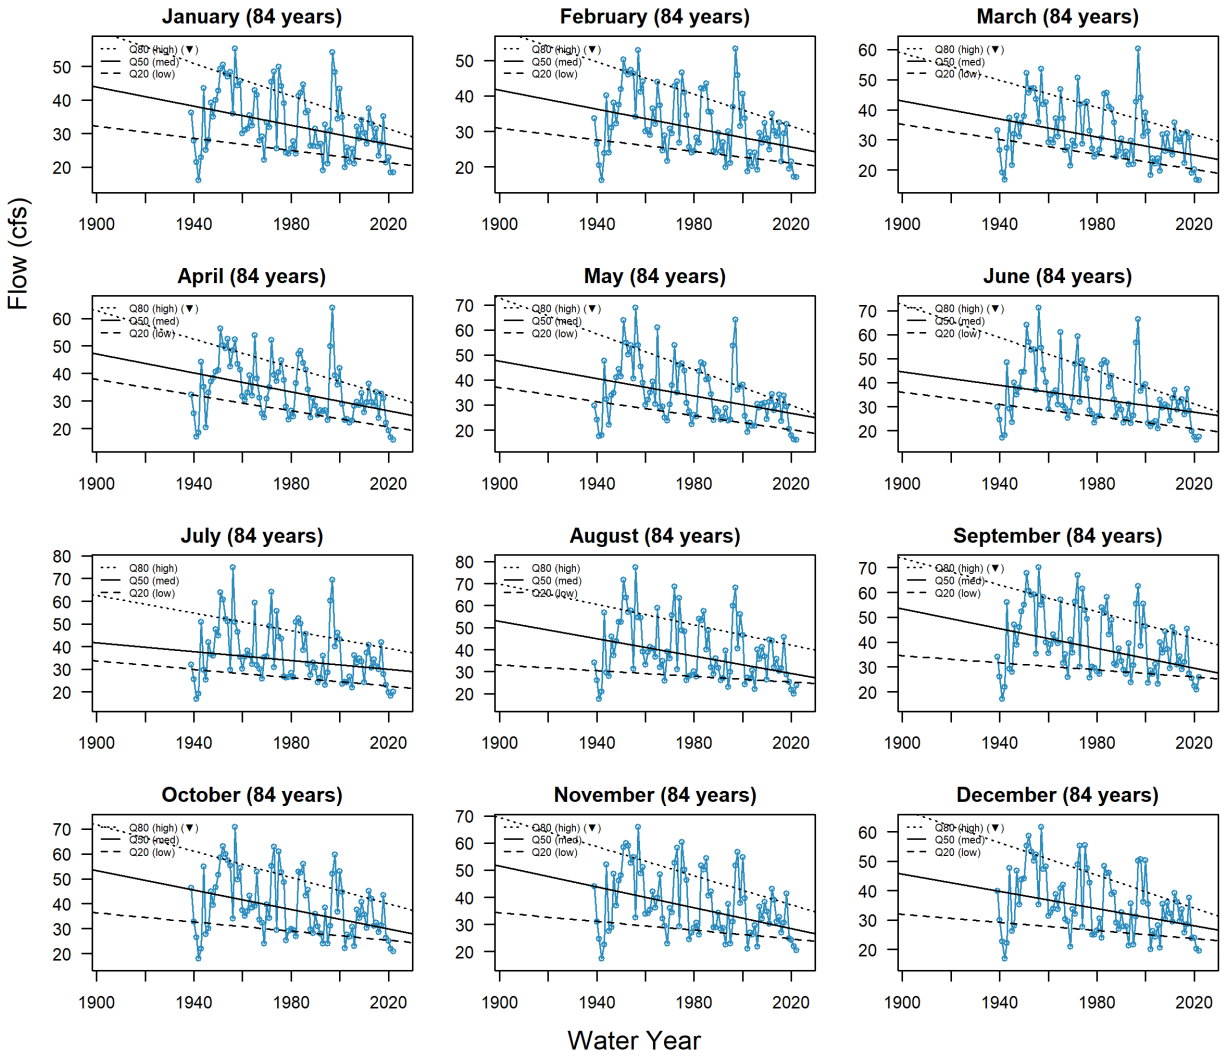 January (84 years)
Q80 (high) (▼)
Q50 (med)
Q20 (low)
50
40
30
20
1900
1940
1980
2020
February (84 years)
Q80 (high) (▼)
Q50 (med)
Q20 (low)
50
40
30
20
1900
1940
1980
2020
March (84 years)
Q80 (high) (▼)
Q50 (med)
Q20 (low)
60
50
40
30
20
1900
1940
1980
2020
Flow (cfs)
April (84 years)
Q80 (high) (▼)
Q50 (med)
Q20 (low)
60
50
40
30
20
1900
1940
1980
2020
May (84 years)
Q80 (high) (▼)
Q50 (med)
Q20 (low)
70
60
50
40
30
20
1900
1940
1980
2020
June (84 years)
Q80 (high) (▼)
Q50 (med)
Q20 (low)
70
60
50
40
30
20
1900
1940
1980
2020
July (84 years)
Q80 (high)
Q50 (med)
Q20 (low)
80
70
60
50
40
30
20
1900
1940
1980
2020
August (84 years)
Q80 (high)
Q50 (med)
Q20 (low)
80
70
60
50
40
30
20
1900
1940
1980
2020
September (84 years)
Q80 (high) (▼)
Q50 (med)
Q20 (low)
70
60
50
40
30
20
1900
1940
1980
2020
October (84 years)
Q80 (high) (▼)
Q50 (med)
Q20 (low)
70
60
50
40
30
20
1900
1940
1980
2020
November (84 years)
Q80 (high) (▼)
Q50 (med)
Q20 (low)
70
60
50
40
30
20
1900
1940
1980
2020
December (84 years)
Q80 (high) (▼)
Q50 (med)
Q20 (low)
60
50
40
30
20
1900
1940
1980
2020
Water Year